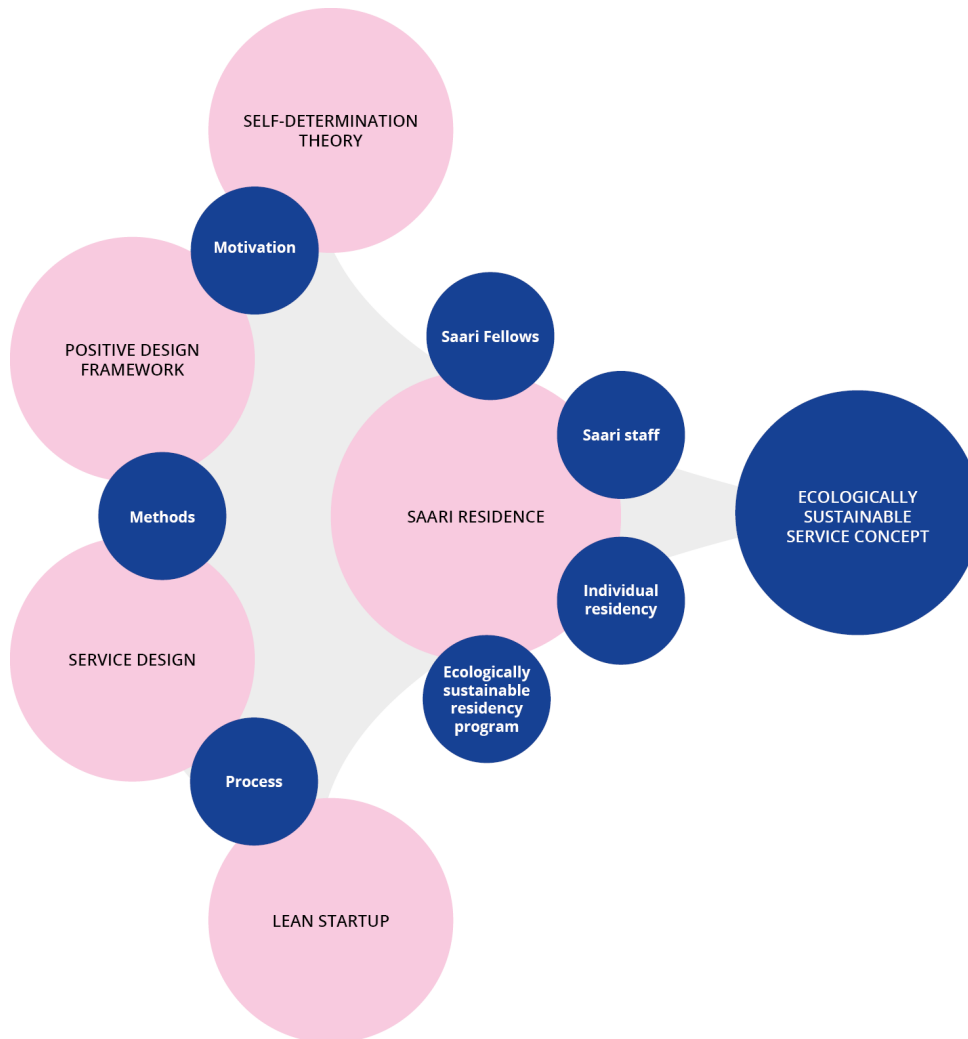 SELF-DETERMINATION
THEORY
Motivation
POSITIVE DESIGN
FRAMEWORK
Methods
SERVICE DESIGN
Process
LEAN STARTUP
Saari Fellows
Saari staff
SAARI RESIDENCE
Individual
residency
Ecologically
sustainable
residency
program
ECOLOGICALLY
SUSTAINABLE
SERVICE CONCEPT